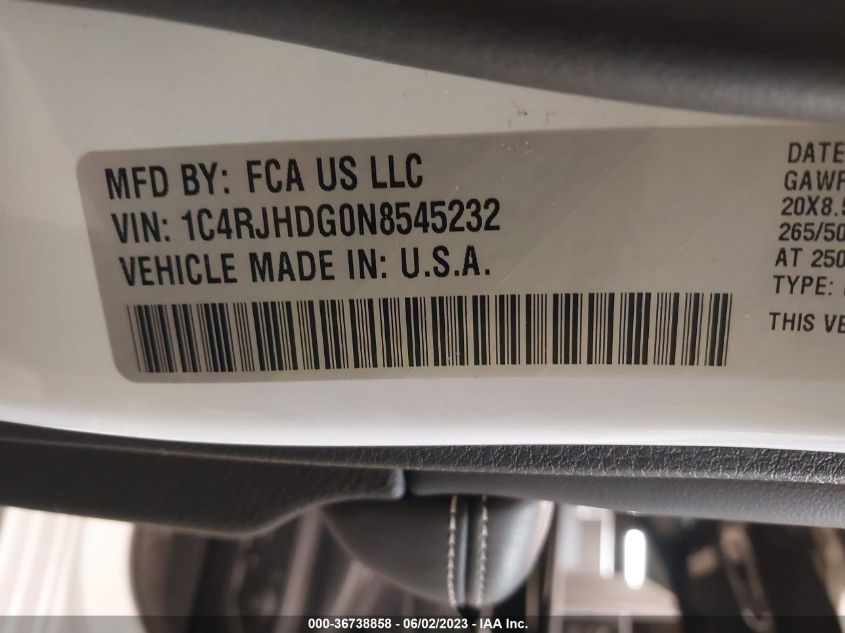 MFD BY: FCA US LLC
VIN: 1C4RJHDG0N8545232
VEHICLE MADE IN: U.S.A.
DATE
GAWR
20X8.5
265/50
AT 250
TYPE:
THIS VE
000-36738858 - 06/02/2023 - IAA Inc.